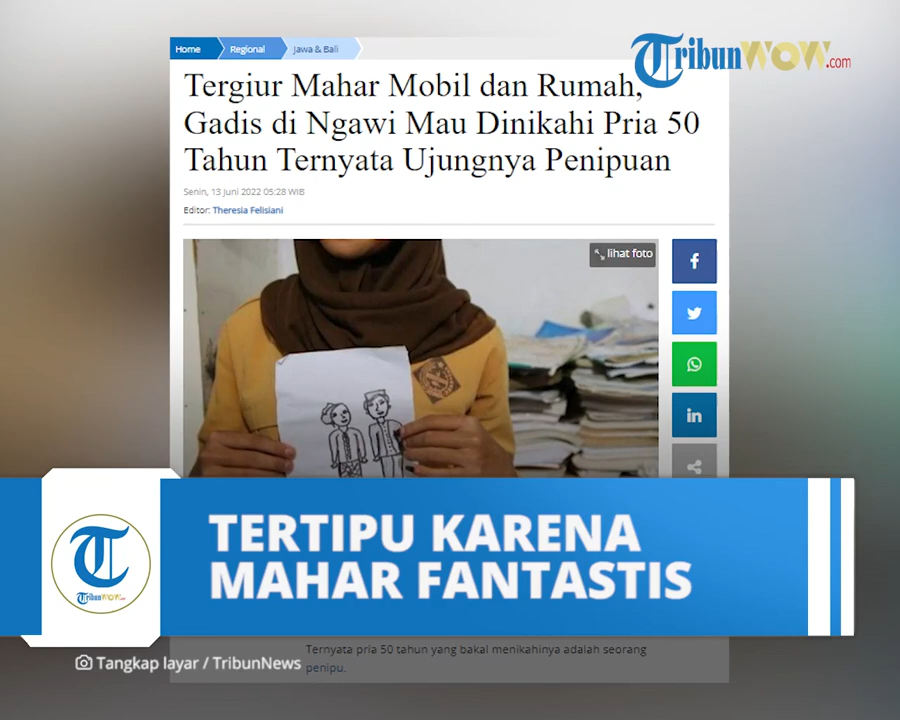 Home Regional Jawa & Bali
TribunWOW.com
Tergiur Mahar Mobil dan Rumah,
Gadis di Ngawi Mau Dinikahi Pria 50
Tahun Ternyata Ujungnya Penipuan
Senin, 13 Juni 2022 05:28 WIB
Editor: Theresia Felisiani
lihat foto
TERTIPU KARENA
MAHAR FANTASTIS
TribunWOW.com
Ternyata pria 50 tahun yang bakal menikahinya adalah seorang
penipu.
Tangkap layar / TribunNews